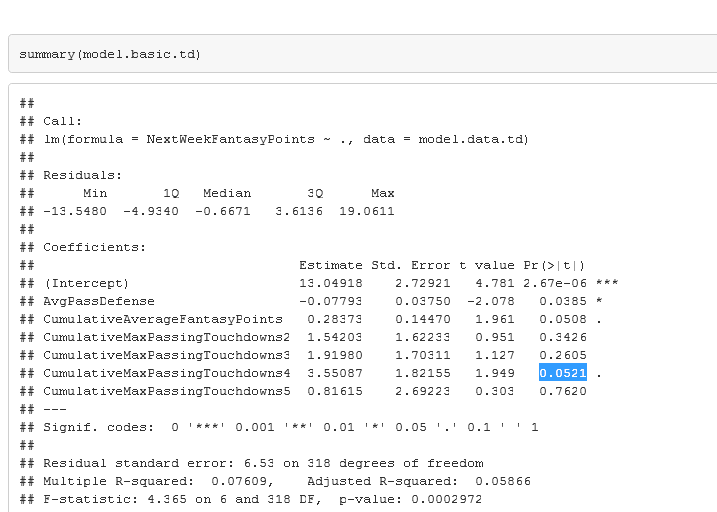 summary(model.basic.td)
##
## Call:
## lm(formula = NextWeekFantasyPoints ~ ., data = model.data.td)
##
## Residuals:
##      Min       1Q   Median       3Q      Max
## -13.5480  -4.9340  -0.6671   3.6136  19.0611
##
## Coefficients:
##                                Estimate Std. Error t value Pr(>|t|)
## (Intercept)                    13.04918    2.72921   4.781 2.67e-06 ***
## AvgPassDefense                 -0.07793    0.03750  -2.078   0.0385 *
## CumulativeAverageFantasyPoints  0.28373    0.14470   1.961   0.0508 .
## CumulativeMaxPassingTouchdowns2 1.54203    1.62233   0.951   0.3426
## CumulativeMaxPassingTouchdowns3 1.91980    1.70311   1.127   0.2605
## CumulativeMaxPassingTouchdowns4 3.55087    1.82155   1.949   0.0521 .
## CumulativeMaxPassingTouchdowns5 0.81615    2.69223   0.303   0.7620
## ---
## Signif. codes:  0 '***' 0.001 '**' 0.01 '*' 0.05 '.' 0.1 ' ' 1
##
## Residual standard error: 6.53 on 318 degrees of freedom
## Multiple R-squared:  0.07609,    Adjusted R-squared:  0.05866
## F-statistic: 4.365 on 6 and 318 DF,  p-value: 0.0002972